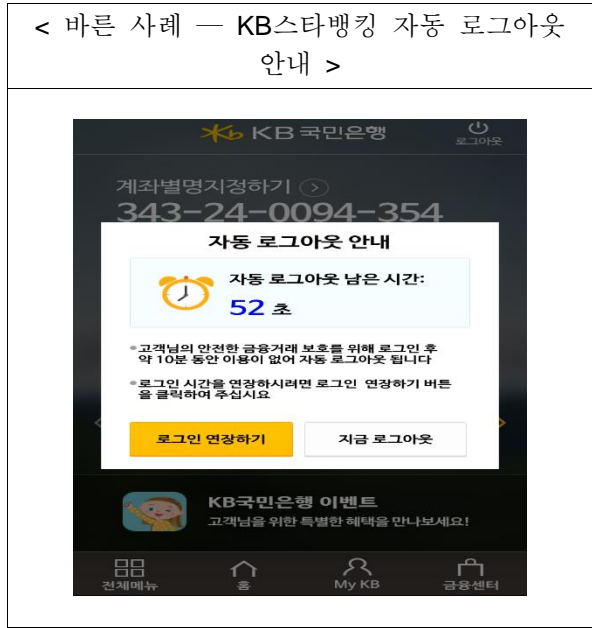 < 바른 사례 — KB스타뱅킹 자동 로그아웃
안내 >
KB 국민은행
로그아웃
계좌별명지정하기
343-24-0094-354
자동 로그아웃 안내
자동 로그아웃 남은 시간:
52 초
고객님의 안전한 금융거래 보호를 위해 로그인 후
약 10분 동안 이용이 없어 자동 로그아웃 됩니다
로그인 시간을 연장하시려면 로그인 연장하기 버튼
을 클릭하여 주십시요
로그인 연장하기
지금 로그아웃
KB국민은행 이벤트
고객님을 위한 특별한 혜택을 만나보세요!
전체메뉴
홈
My KB
금융센터